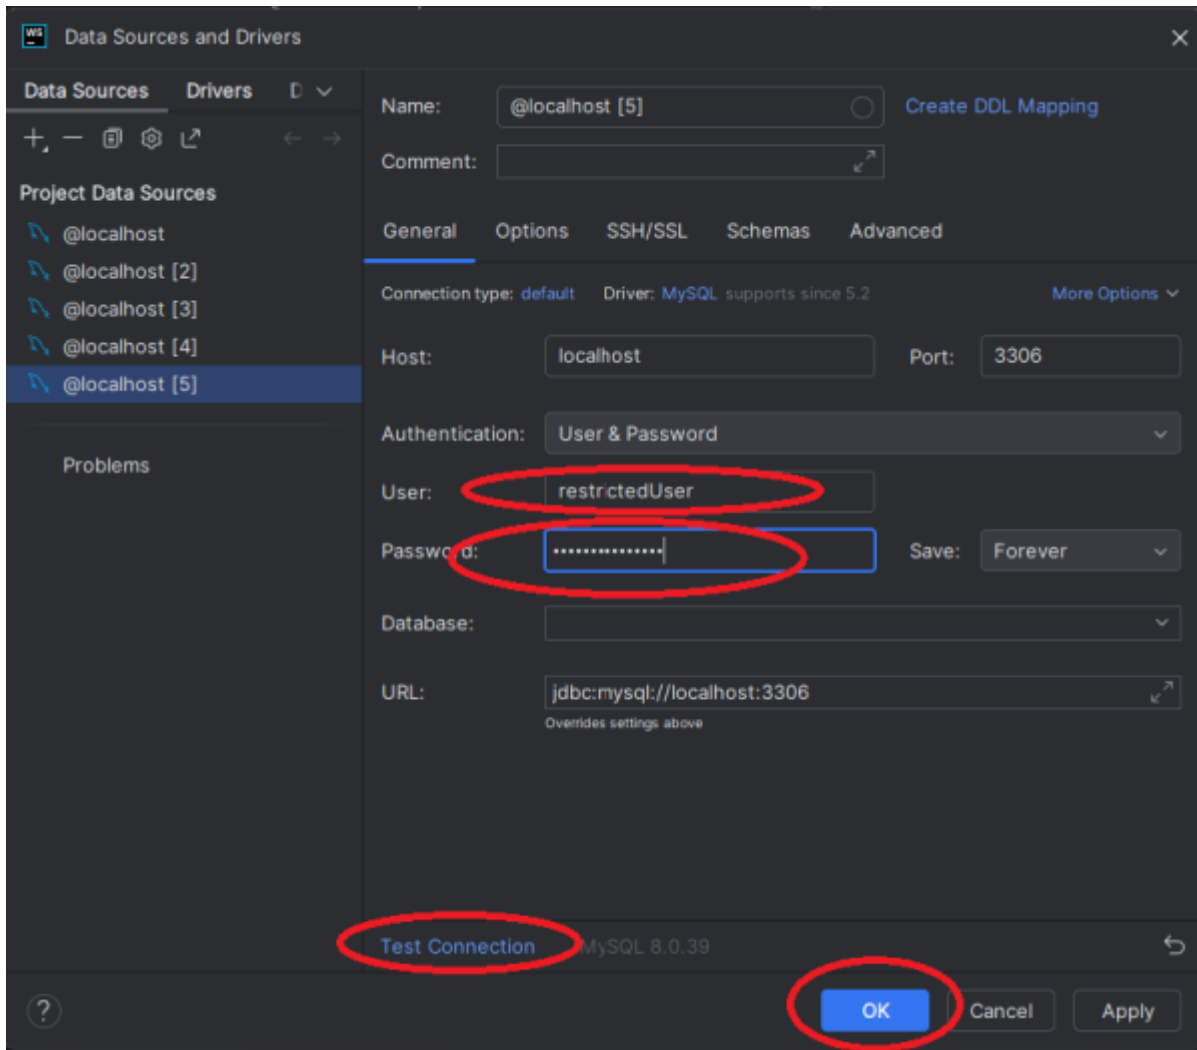 WS Data Sources and Drivers
Data Sources Drivers D
Project Data Sources
@localhost
@localhost [2]
@localhost [3]
@localhost [4]
@localhost [5]
Problems
Name: @localhost [5] Create DDL Mapping
Comment:
General Options SSH/SSL Schemas Advanced
Connection type: default Driver: MySQL supports since 5.2 More Options
Host: localhost Port: 3306
Authentication: User & Password
User: restrictedUser
Password: ••••••••••••••• Save: Forever
Database:
URL: jdbc:mysql://localhost:3306
Overrides settings above
Test Connection MySQL 8.0.39
? OK Cancel Apply